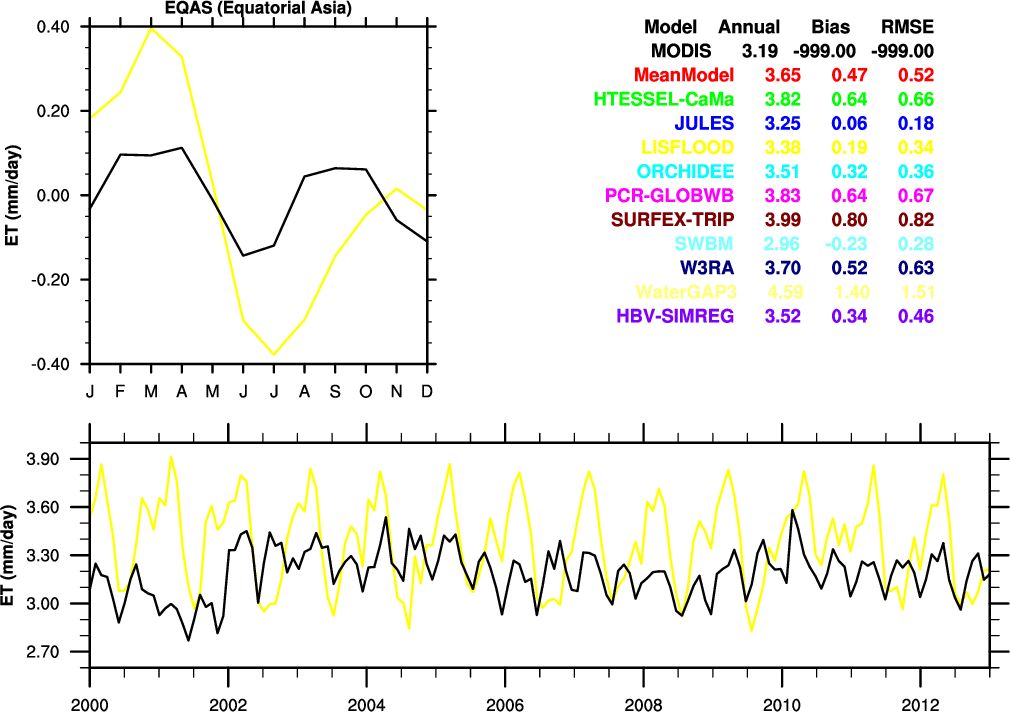 EQAS (Equatorial Asia)
0.40
0.20
0.00
-0.20
-0.40
ET (mm/day)
J F M A M J J A S O N D
Model Annual Bias RMSE
MODIS 3.19 -999.00 -999.00
MeanModel 3.65 0.47 0.52
HTESSEL-CaMa 3.82 0.64 0.66
JULES 3.25 0.06 0.18
LISFLOOD 3.38 0.19 0.34
ORCHIDEE 3.51 0.32 0.36
PCR-GLOBWB 3.83 0.64 0.67
SURFEX-TRIP 3.99 0.80 0.82
SWBM 2.96 -0.23 0.28
W3RA 3.70 0.52 0.63
WaterGAP3 4.59 1.40 1.51
HBV-SIMREG 3.52 0.34 0.46
3.90
3.60
3.30
3.00
2.70
ET (mm/day)
2000 2002 2004 2006 2008 2010 2012